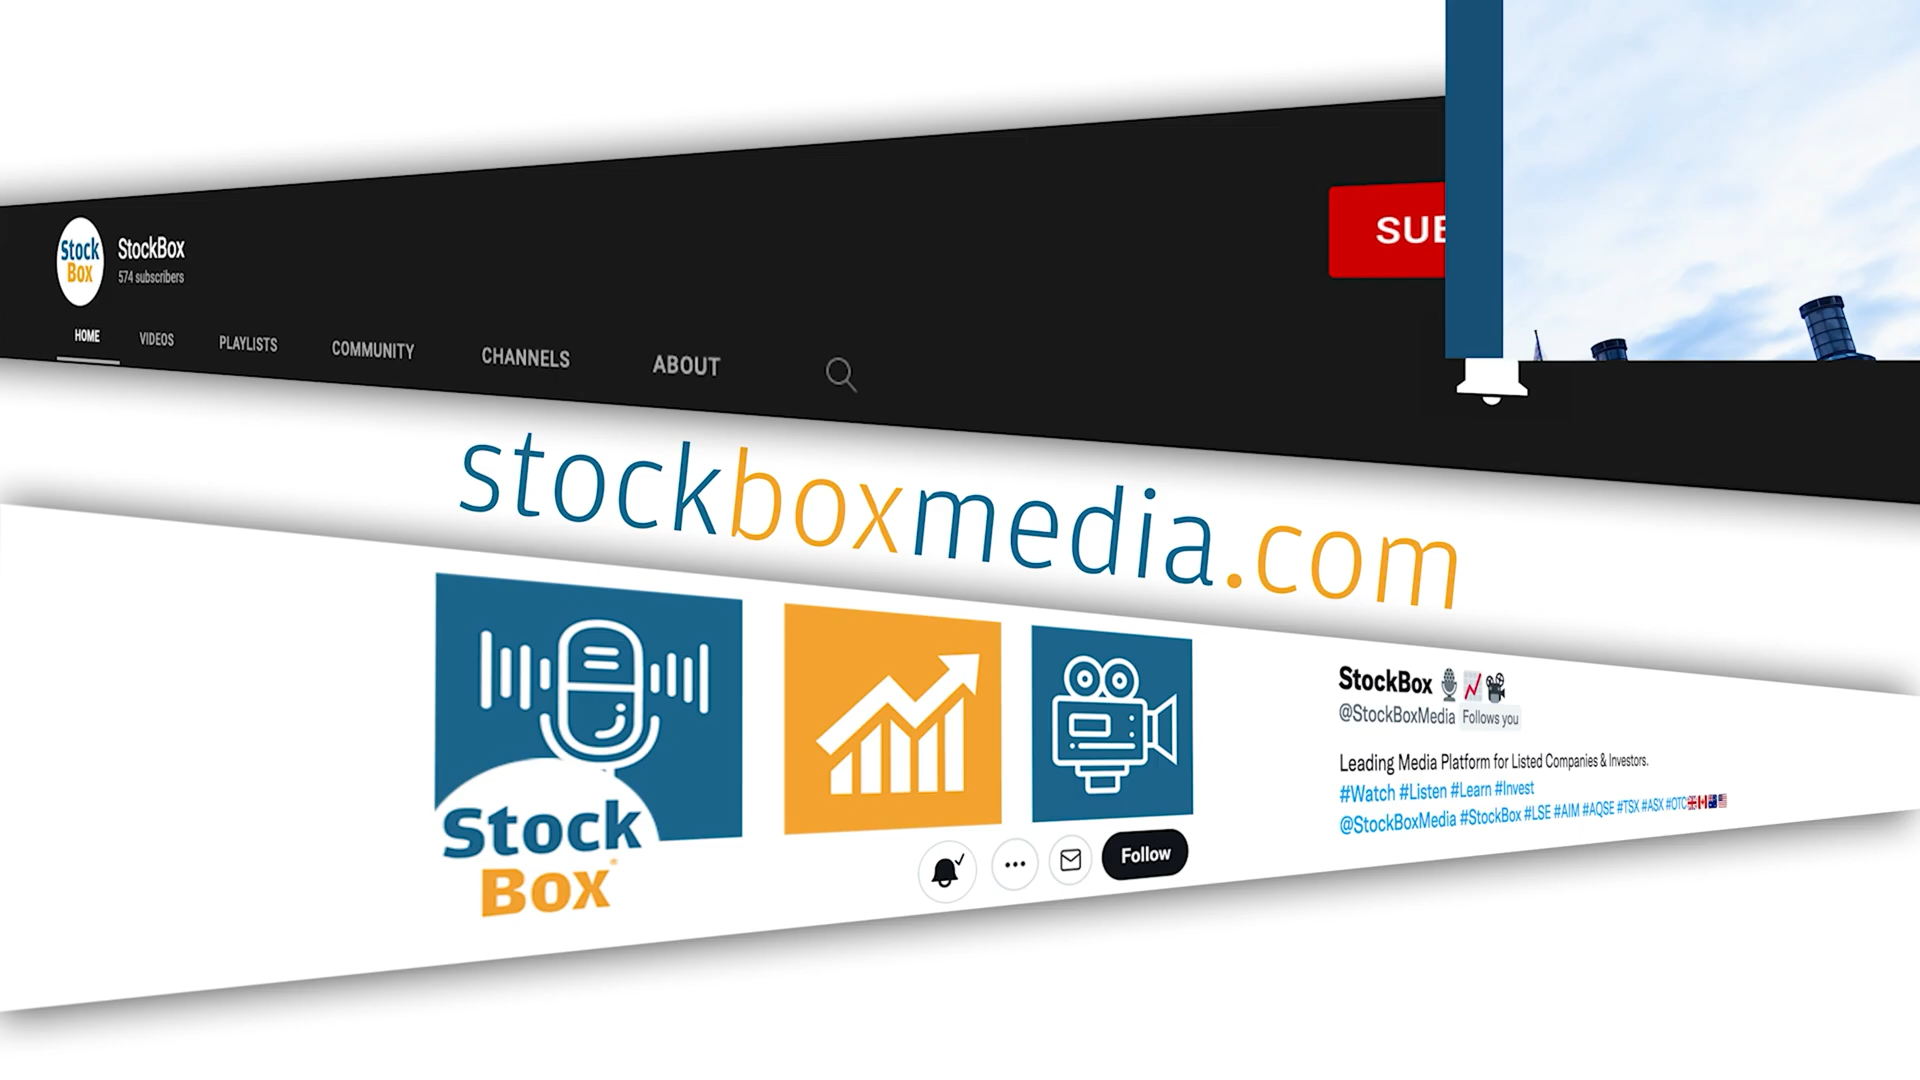 Stock
Box
StockBox
574 subscribers
SUB
HOME VIDEOS PLAYLISTS COMMUNITY CHANNELS ABOUT
stockboxmedia.com
Stock
Box
Follow
StockBox
@StockBoxMedia Follows you
Leading Media Platform for Listed Companies & Investors.
#Watch #Listen #Learn #Invest
@StockBoxMedia #StockBox #LSE #AIM #AQSE #TSX #ASX #OTC